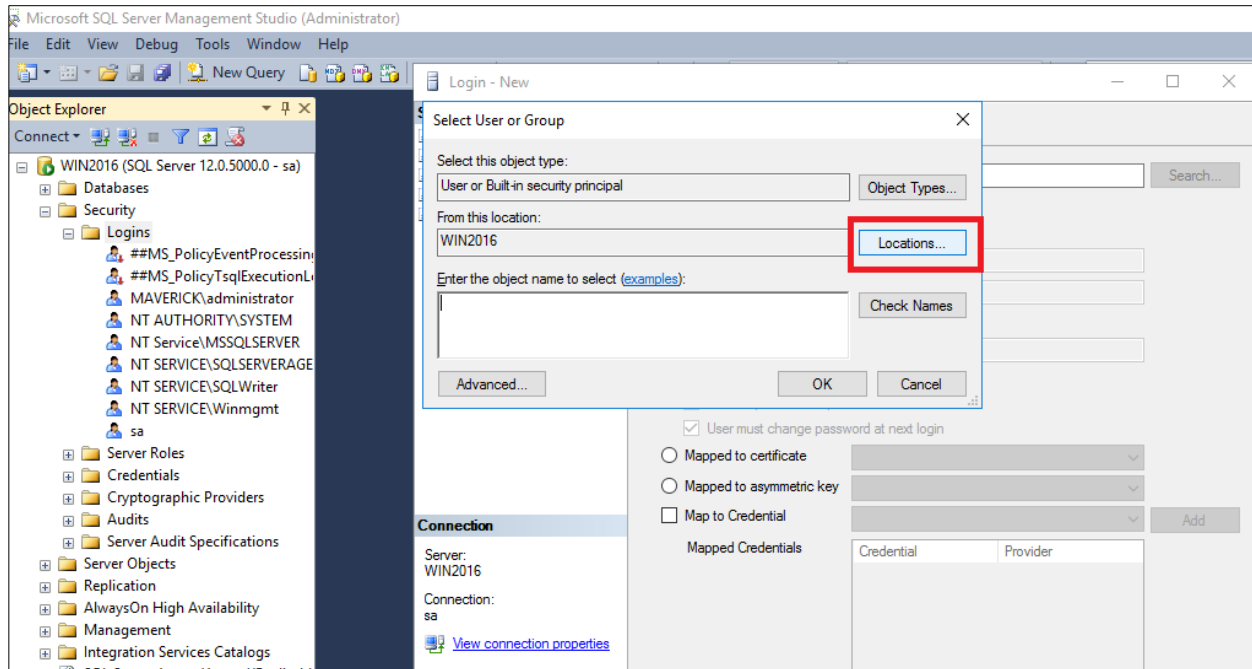 Microsoft SQL Server Management Studio (Administrator)
File Edit View Debug Tools Window Help
New Query
Object Explorer
Connect
WIN2016 (SQL Server 12.0.5000.0 - sa)
Databases
Security
Logins
##MS_PolicyEventProcessin
##MS_PolicyTsqlExecutionL
MAVERICK\administrator
NT AUTHORITY\SYSTEM
NT Service\MSSQLSERVER
NT SERVICE\SQLSERVERAGE
NT SERVICE\SQLWriter
NT SERVICE\Winmgmt
sa
Server Roles
Credentials
Cryptographic Providers
Audits
Server Audit Specifications
Server Objects
Replication
AlwaysOn High Availability
Management
Integration Services Catalogs
Login - New
Search...
Select User or Group
Select this object type:
User or Built-in security principal
Object Types...
From this location:
WIN2016
Locations...
Enter the object name to select (examples):
Check Names
Advanced...
OK
Cancel
User must change password at next login
Mapped to certificate
Mapped to asymmetric key
Map to Credential
Add
Mapped Credentials
Credential Provider
Connection
Server:
WIN2016
Connection:
sa
View connection properties